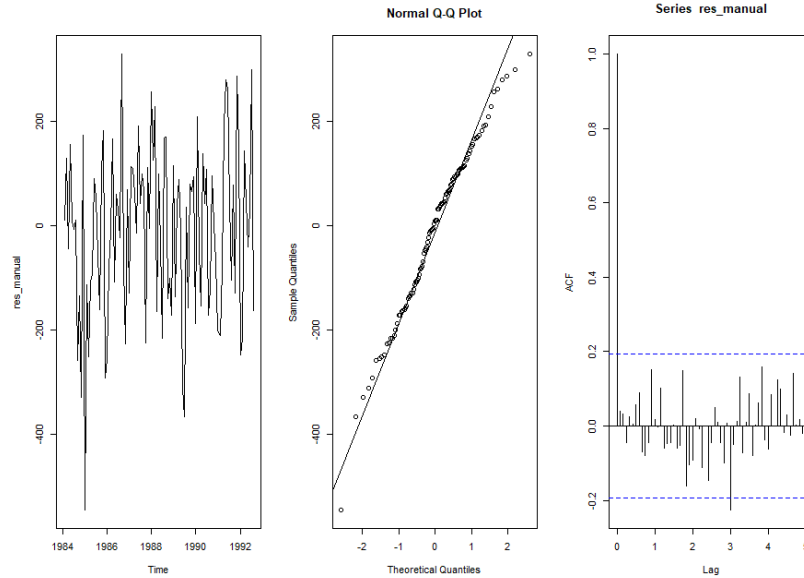 Normal Q-Q Plot
Series res_manual
res_manual
200
0
-200
-400
1984 1986 1988 1990 1992
Time
Sample Quantiles
200
0
-200
-400
-2 -1 0 1 2
Theoretical Quantiles
ACF
1.0
0.8
0.6
0.4
0.2
0.0
-0.2
0 1 2 3 4 5
Lag